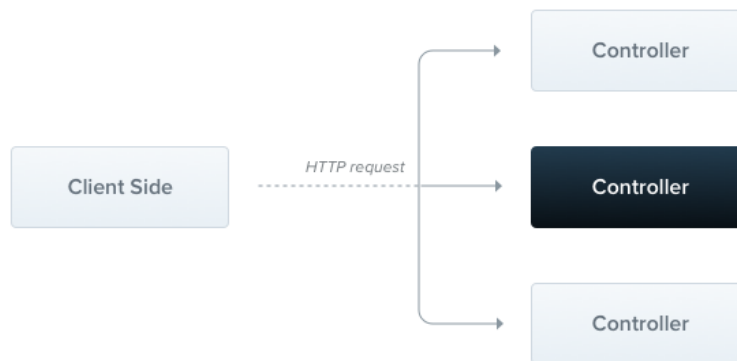 Controller
HTTP request
Client Side
Controller
Controller